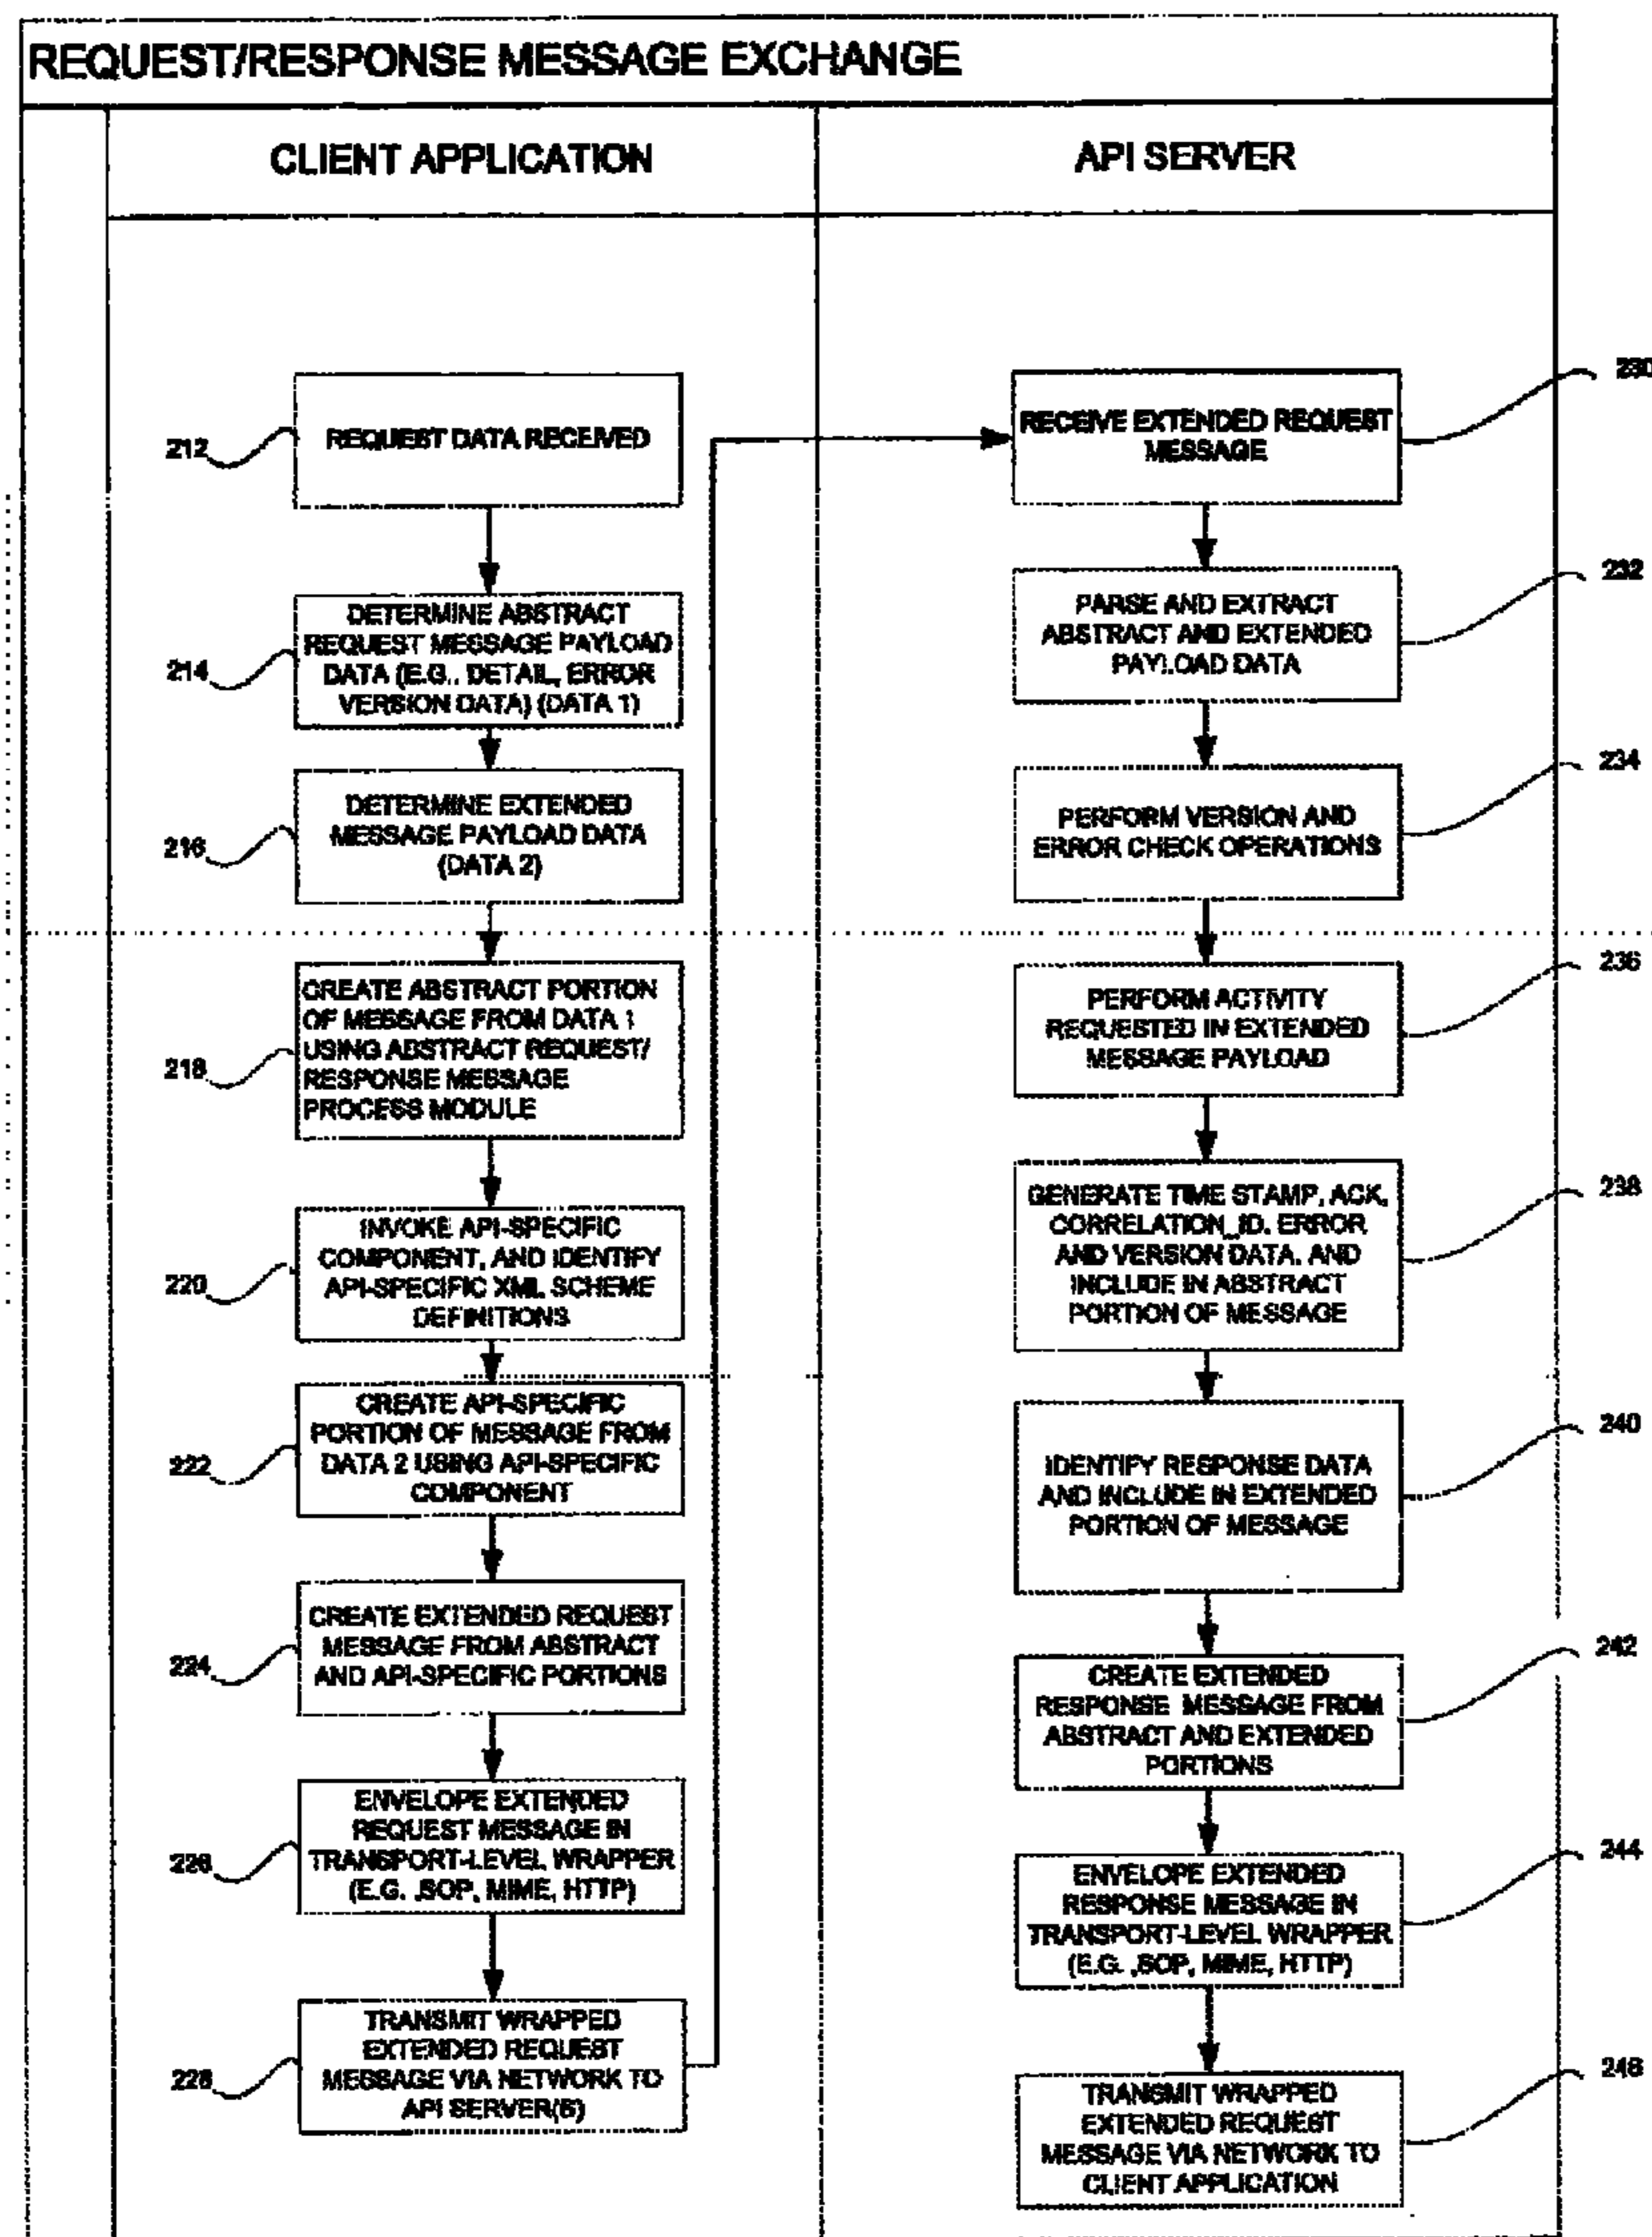 REQUEST/RESPONSE MESSAGE EXCHANGE
CLIENT APPLICATION
API SERVER
212
REQUEST DATA RECEIVED
214
DETERMINE ABSTRACT
REQUEST MESSAGE PAYLOAD
DATA (E.G., DETAIL, ERROR
VERSION DATA) (DATA 1)
216
DETERMINE EXTENDED
MESSAGE PAYLOAD DATA
(DATA 2)
218
CREATE ABSTRACT PORTION
OF MESSAGE FROM DATA 1
USING ABSTRACT REQUEST/
RESPONSE MESSAGE
PROCESS MODULE
220
INVOKE API-SPECIFIC
COMPONENT, AND IDENTIFY
API-SPECIFIC XML SCHEME
DEFINITIONS
222
CREATE API-SPECIFIC
PORTION OF MESSAGE FROM
DATA 2 USING API-SPECIFIC
COMPONENT
224
CREATE EXTENDED REQUEST
MESSAGE FROM ABSTRACT
AND API-SPECIFIC PORTIONS
226
ENVELOPE EXTENDED
REQUEST MESSAGE IN
TRANSPORT-LEVEL WRAPPER
(E.G. ,SOP, MIME, HTTP)
228
TRANSMIT WRAPPED
EXTENDED REQUEST
MESSAGE VIA NETWORK TO
API SERVER(S)
230
RECEIVE EXTENDED REQUEST
MESSAGE
232
PARSE AND EXTRACT
ABSTRACT AND EXTENDED
PAYLOAD DATA
234
PERFORM VERSION AND
ERROR CHECK OPERATIONS
236
PERFORM ACTIVITY
REQUESTED IN EXTENDED
MESSAGE PAYLOAD
238
GENERATE TIME STAMP, ACK,
CORRELATION_ID, ERROR
AND VERSION DATA, AND
INCLUDE IN ABSTRACT
PORTION OF MESSAGE
240
IDENTIFY RESPONSE DATA
AND INCLUDE IN EXTENDED
PORTION OF MESSAGE
242
CREATE EXTENDED
RESPONSE MESSAGE FROM
ABSTRACT AND EXTENDED
PORTIONS
244
ENVELOPE EXTENDED
RESPONSE MESSAGE IN
TRANSPORT-LEVEL WRAPPER
(E.G. ,SOP, MIME, HTTP)
246
TRANSMIT WRAPPED
EXTENDED REQUEST
MESSAGE VIA NETWORK TO
CLIENT APPLICATION